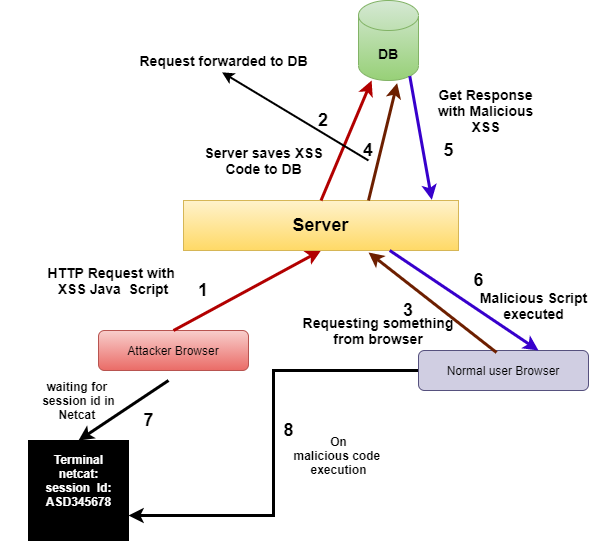 DB
Request forwarded to DB
Get Response
with Malicious
XSS
2
4
5
Server saves XSS
Code to DB
Server
HTTP Request with
XSS Java Script
1
6
Malicious Script
executed
3
Requesting something
from browser
Attacker Browser
Normal user Browser
waiting for
session id in
Netcat
7
8
On
malicious code
execution
Terminal
netcat:
session Id:
ASD345678